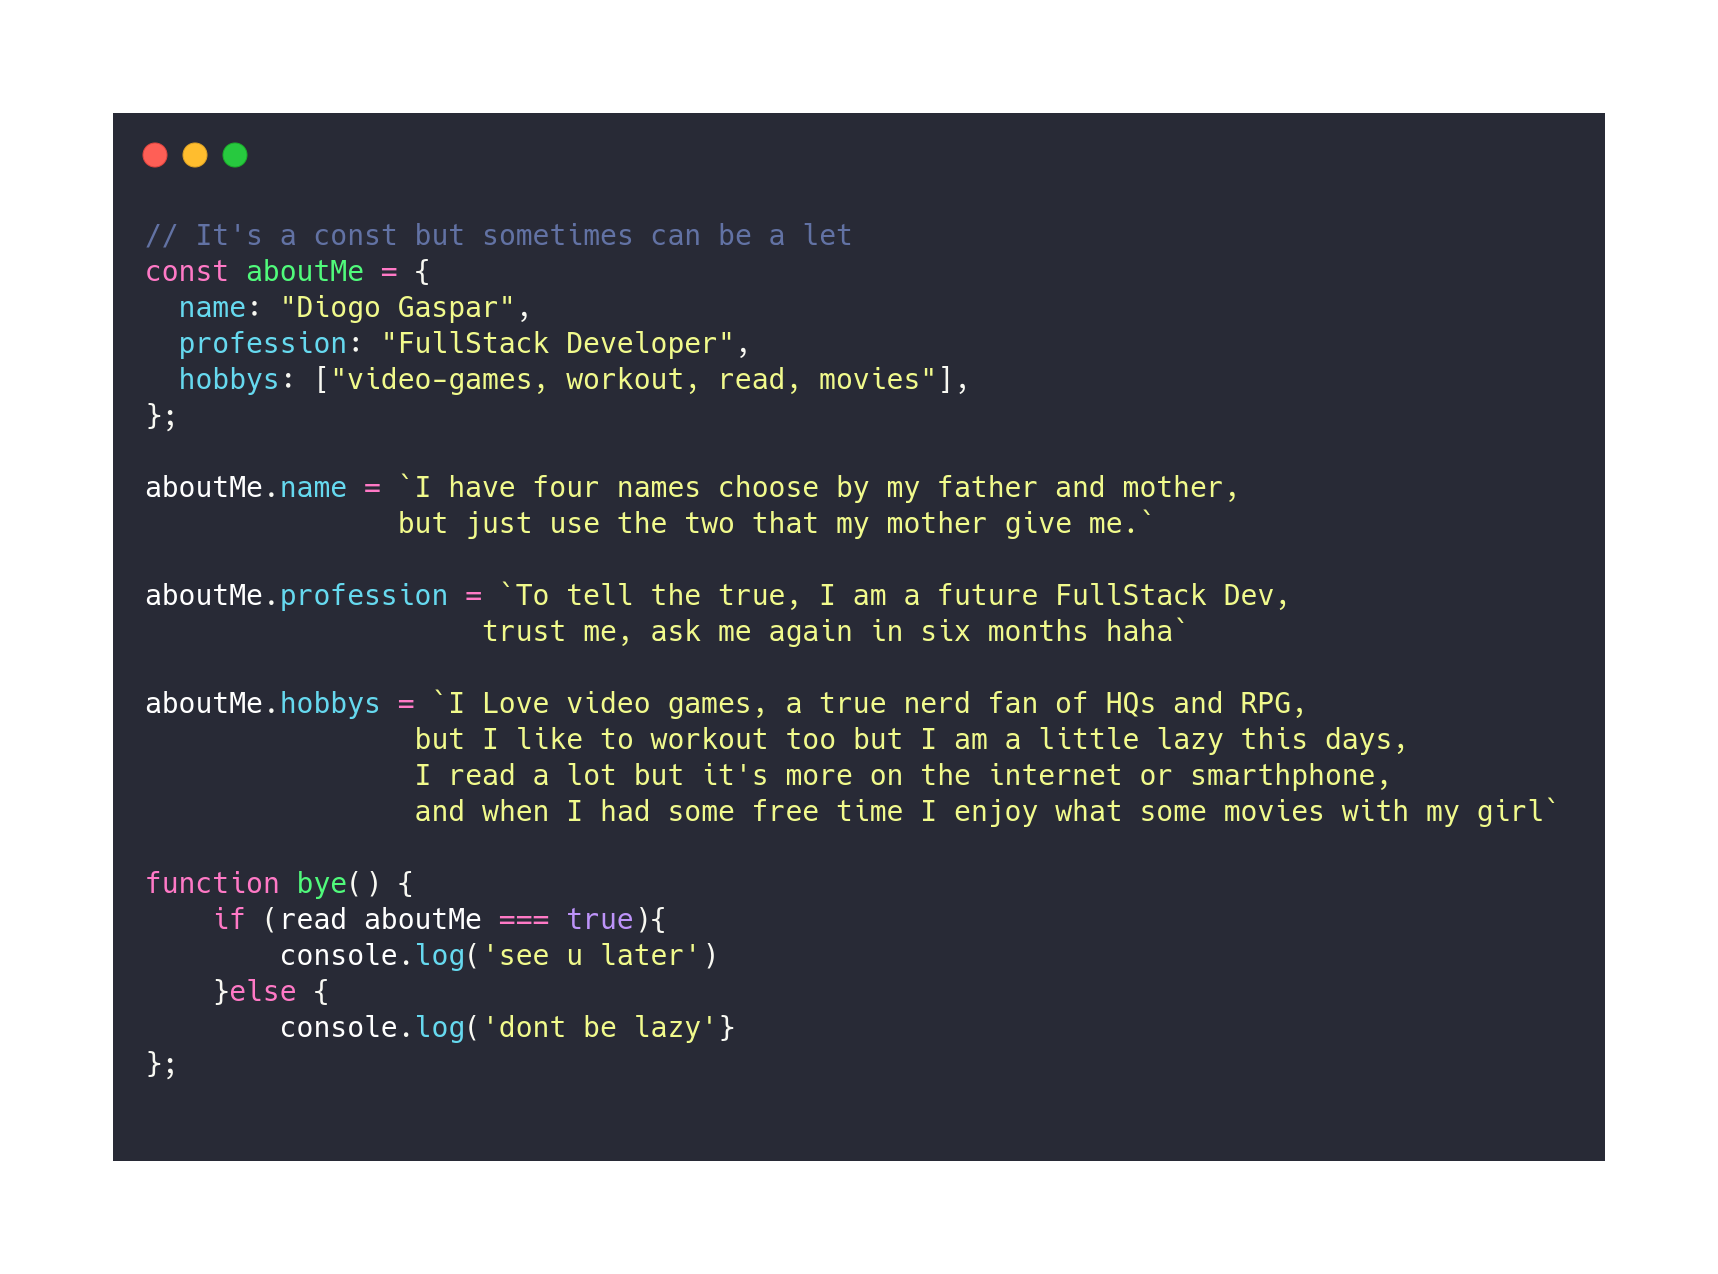 // It's a const but sometimes can be a let
const aboutMe = {
  name: "Diogo Gaspar",
  profession: "FullStack Developer",
  hobbys: ["video-games, workout, read, movies"],
};

aboutMe.name = `I have four names choose by my father and mother,
               but just use the two that my mother give me.`

aboutMe.profession = `To tell the true, I am a future FullStack Dev,
                    trust me, ask me again in six months haha`

aboutMe.hobbys = `I Love video games, a true nerd fan of HQs and RPG,
                but I like to workout too but I am a little lazy this days,
                I read a lot but it's more on the internet or smarthphone,
                and when I had some free time I enjoy what some movies with my girl`

function bye() {
    if (read aboutMe === true){
        console.log('see u later')
    }else {
        console.log('dont be lazy'}
};